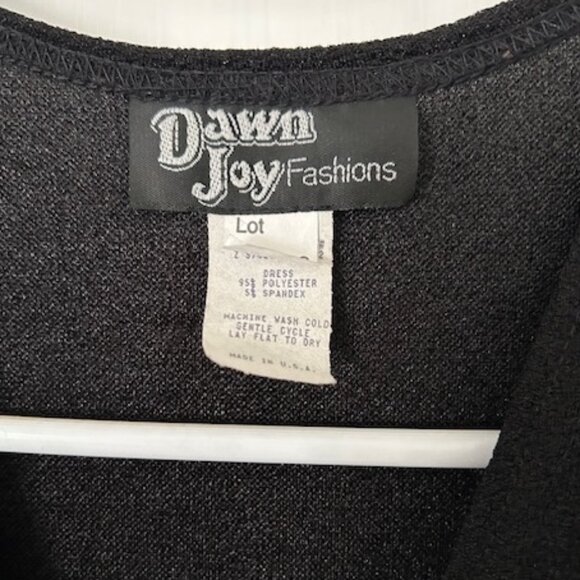 Dawn
Joy Fashions
Lot
DRESS
95% POLYESTER
5% SPANDEX
MACHINE WASH COLD
GENTLE CYCLE
LAY FLAT TO DRY
MADE IN U.S.A.